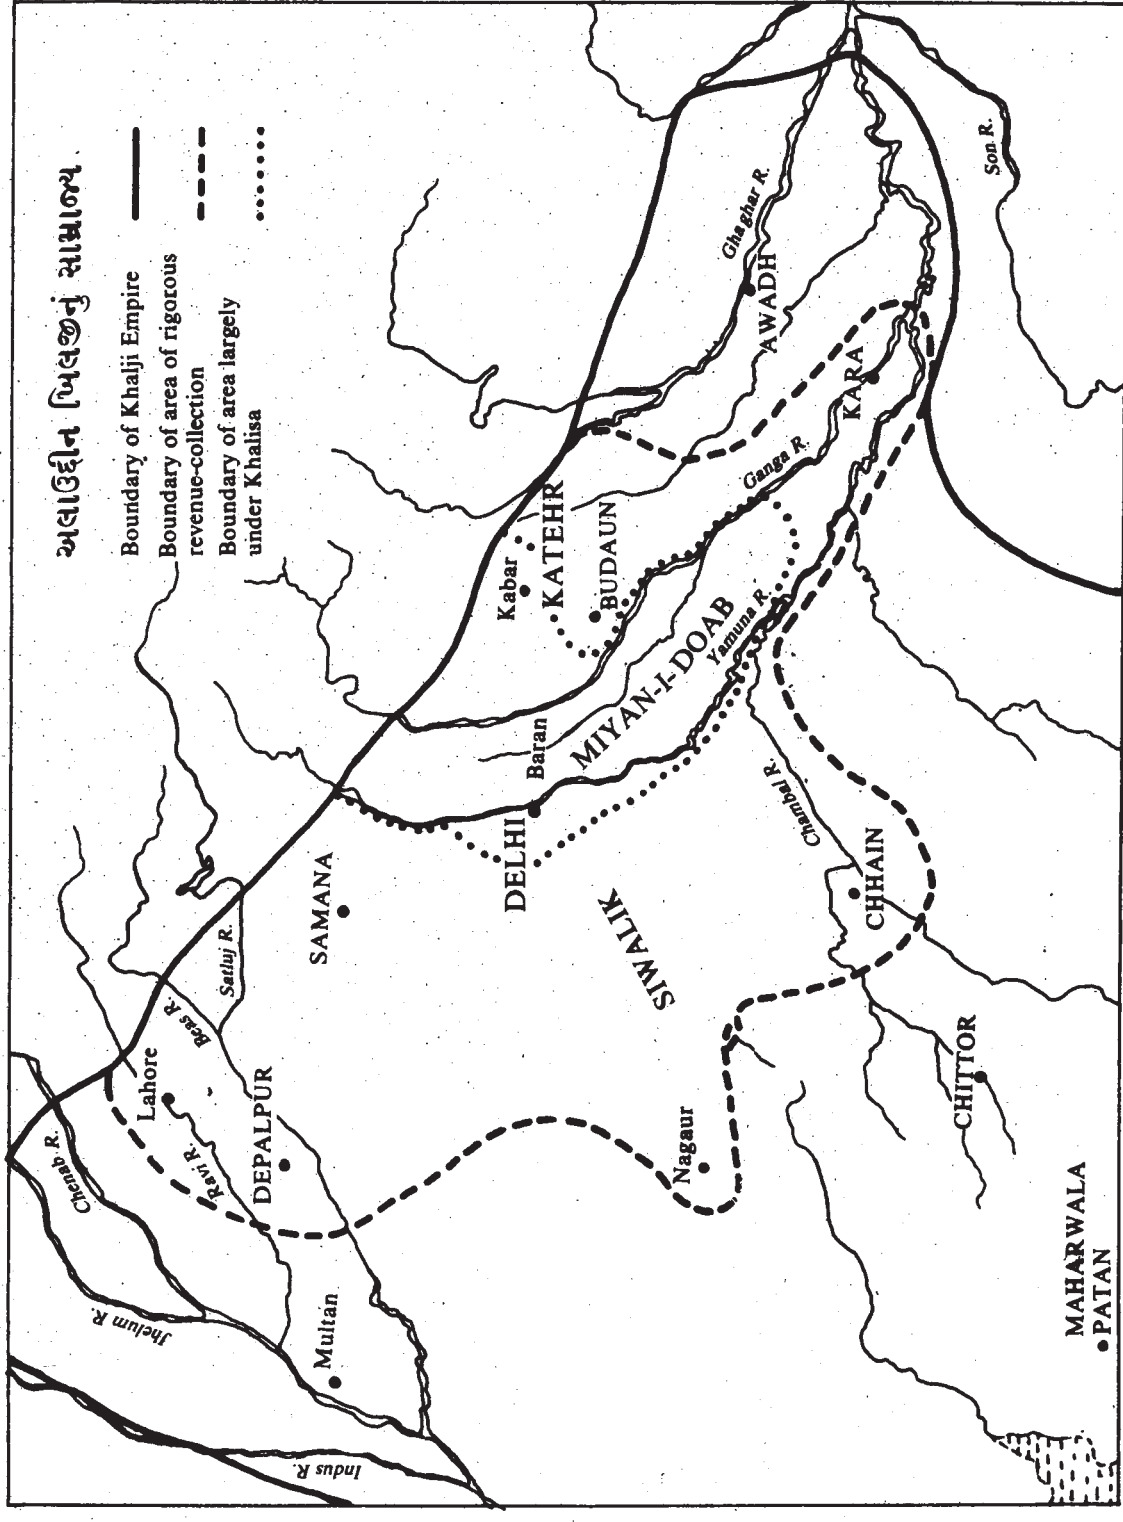 અલાઉદ્દીન ખિલજીનું સામ્રાજ્ય.
Boundary of Khalji Empire
Boundary of area of rigorous
revenue-collection
Boundary of area largely
under Khalisa
Chenab R.
Jhelum R.
Indus R.
Lahore
Ravi R.
Beas R.
Satluj R.
DEPALPUR
Multan
SAMANA
DELHI
Baran
MIYAN-I-DOAB
Kabar
KATEHR
BUDAUN
Ganga R.
Yamuna R.
Ghaghar R.
AWADH
KARA
Son R.
SIWALIK
Nagaur
Chambal R.
CHHAIN
CHITTOR
MAHARWALA
PATAN